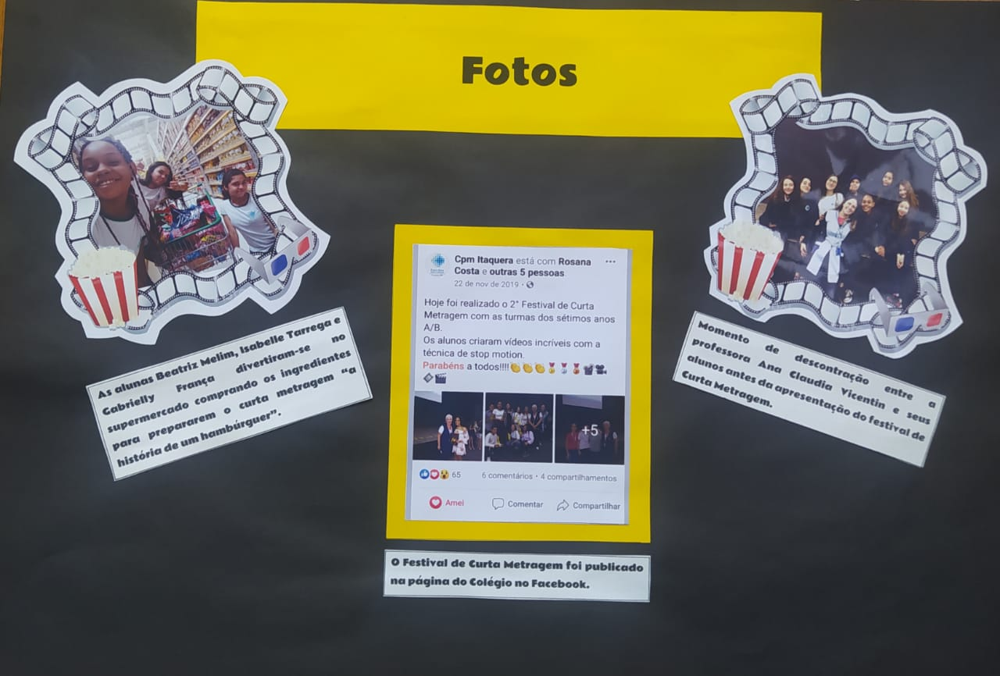 Fotos
As alunas Beatriz Melim, Isabelle Tarrega e
Gabrielly França divertiram-se no
supermercado comprando os ingredientes
para prepararem o curta metragem “a
história de um hambúrguer”.
Cpm Itaquera está com Rosana
Costa e outras 5 pessoas.
22 de nov de 2019 •
Hoje foi realizado o 2° Festival de Curta
Metragem com as turmas dos sétimos anos
A/B.
Os alunos criaram vídeos incríveis com a
técnica de stop motion.
Parabéns a todos!!!!👏👏👏🥇🥈🥉📽🎥
🎬
+5
65 6 comentários • 4 compartilhamentos
Amei Comentar Compartilhar
O Festival de Curta Metragem foi publicado
na página do Colégio no Facebook.
Momento de descontração entre a
professora Ana Claudia Vicentin e seus
alunos antes da apresentação do festival de
Curta Metragem.